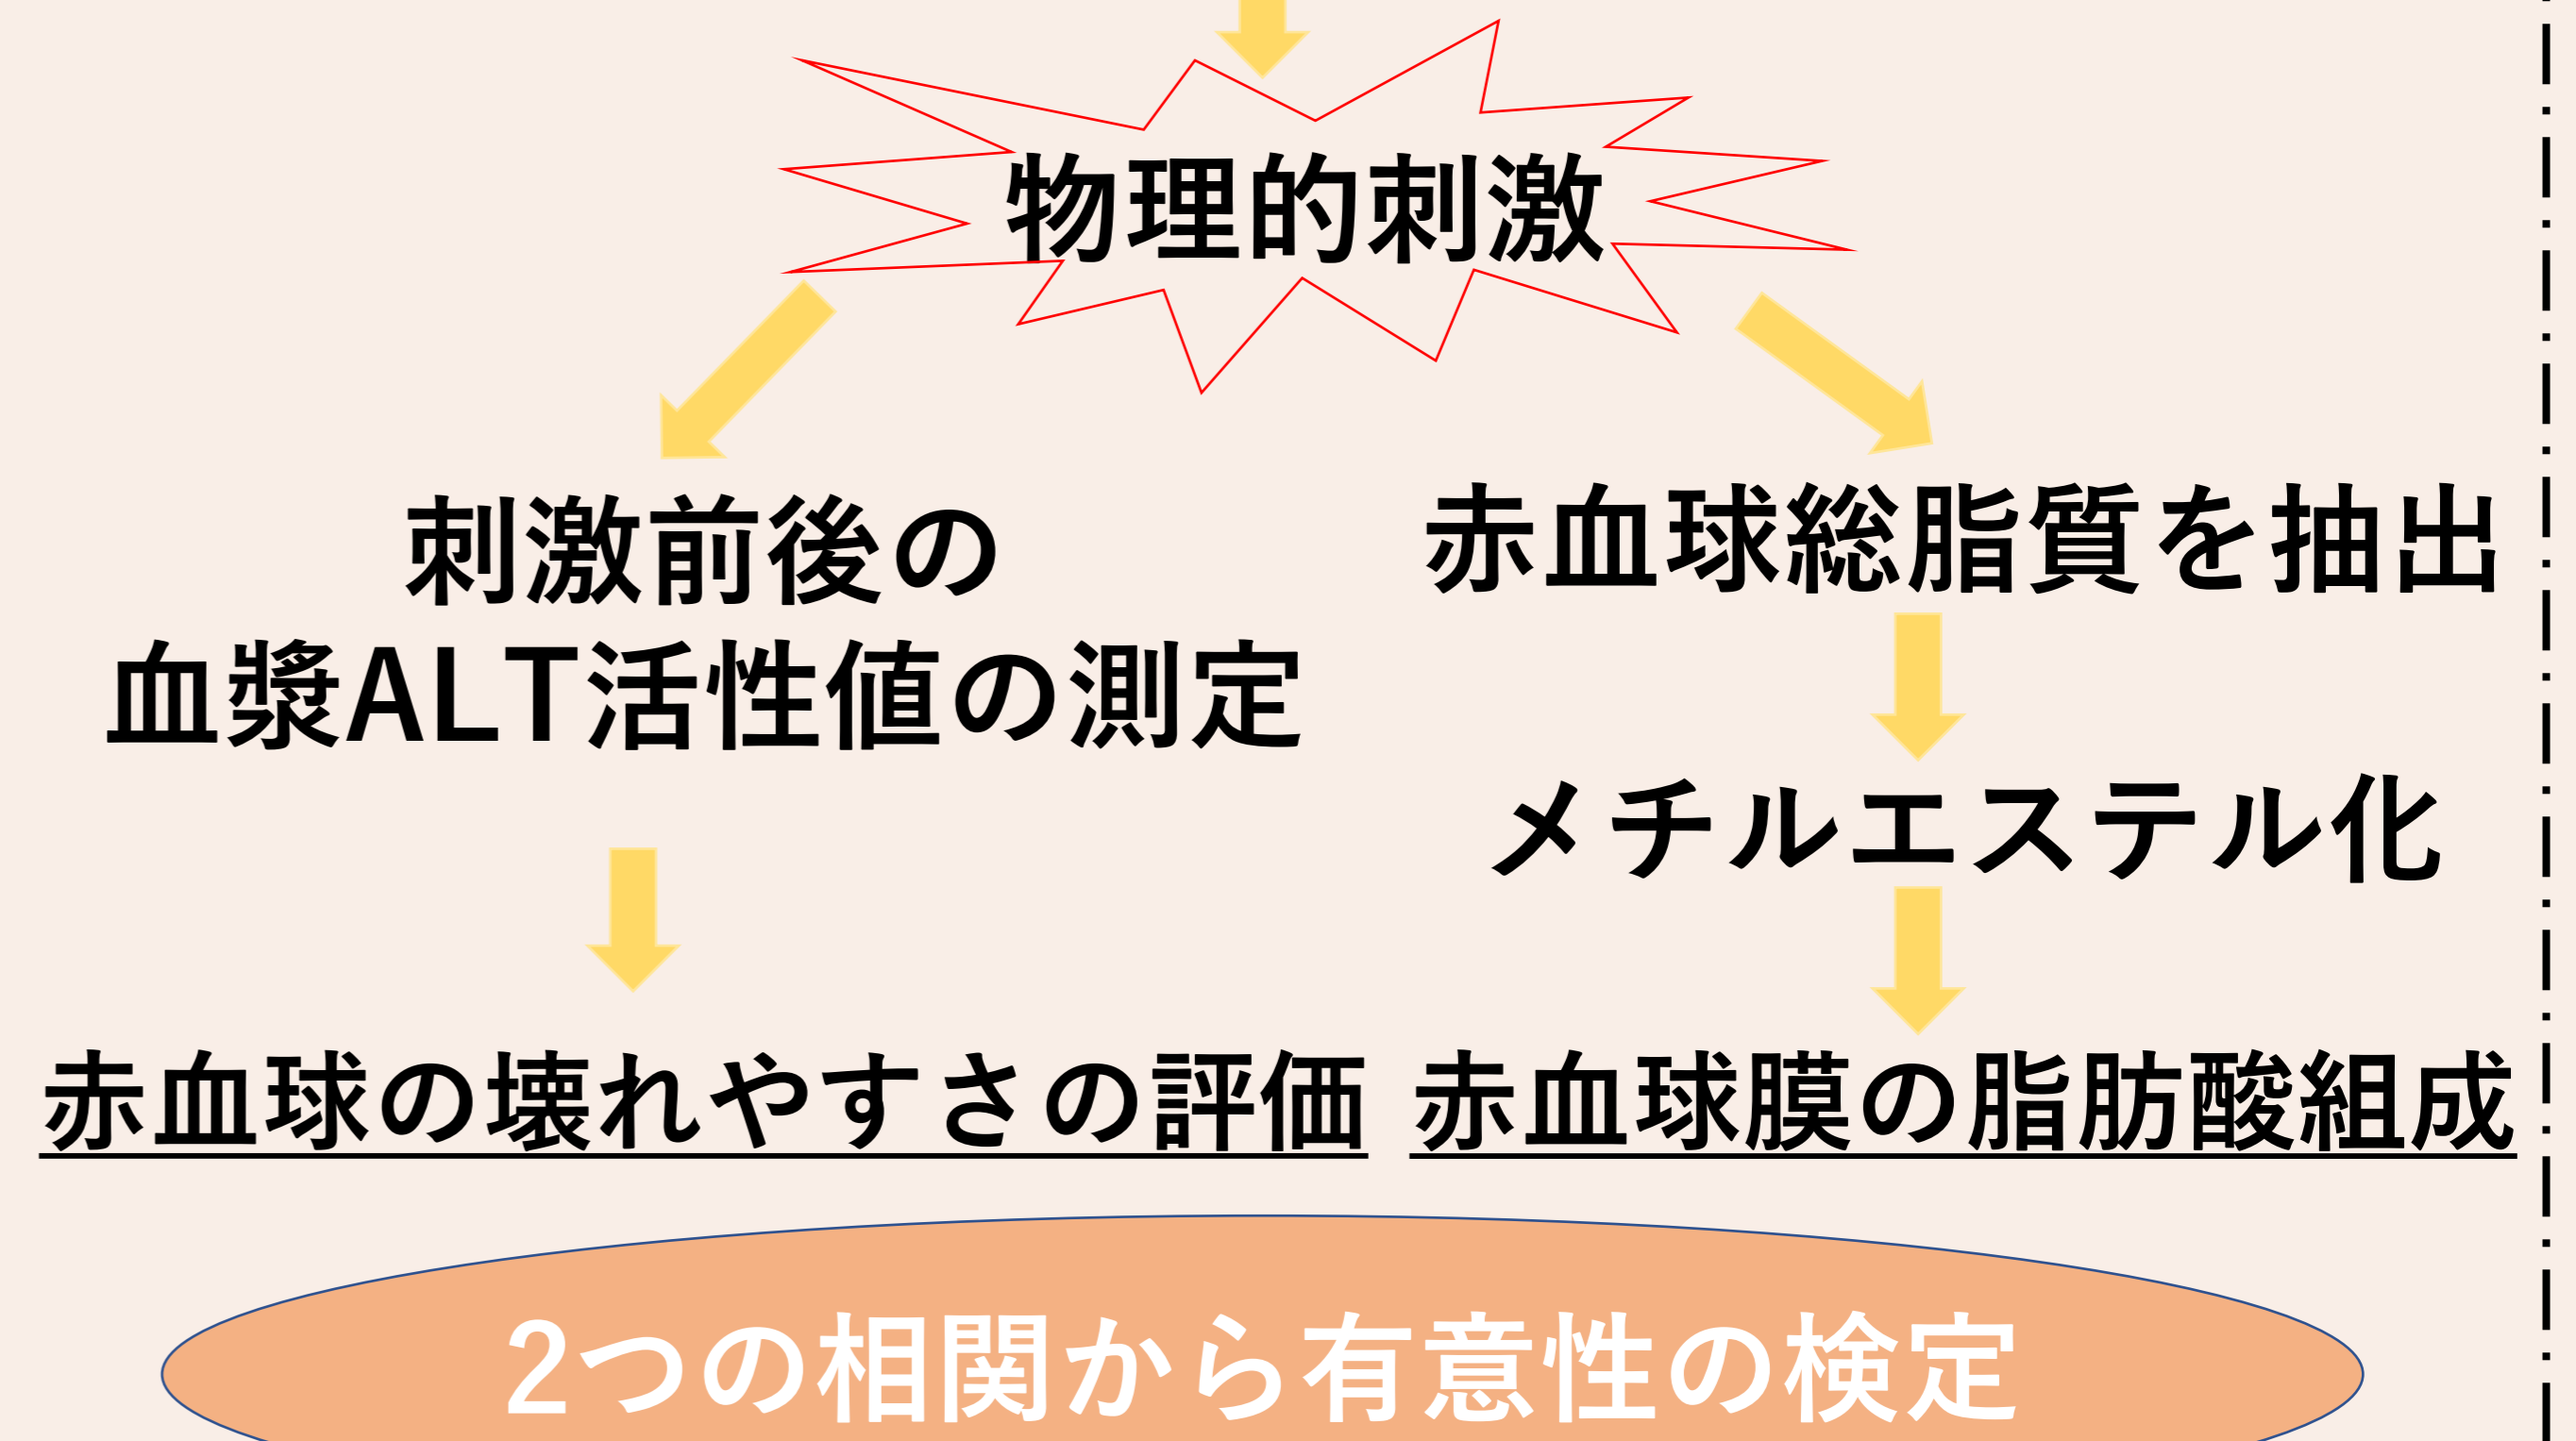 物理的刺激
刺激前後の
血漿ALT活性値の測定
赤血球の壊れやすさの評価
赤血球総脂質を抽出
メチルエステル化
赤血球膜の脂肪酸組成
2つの相関から有意性の検定